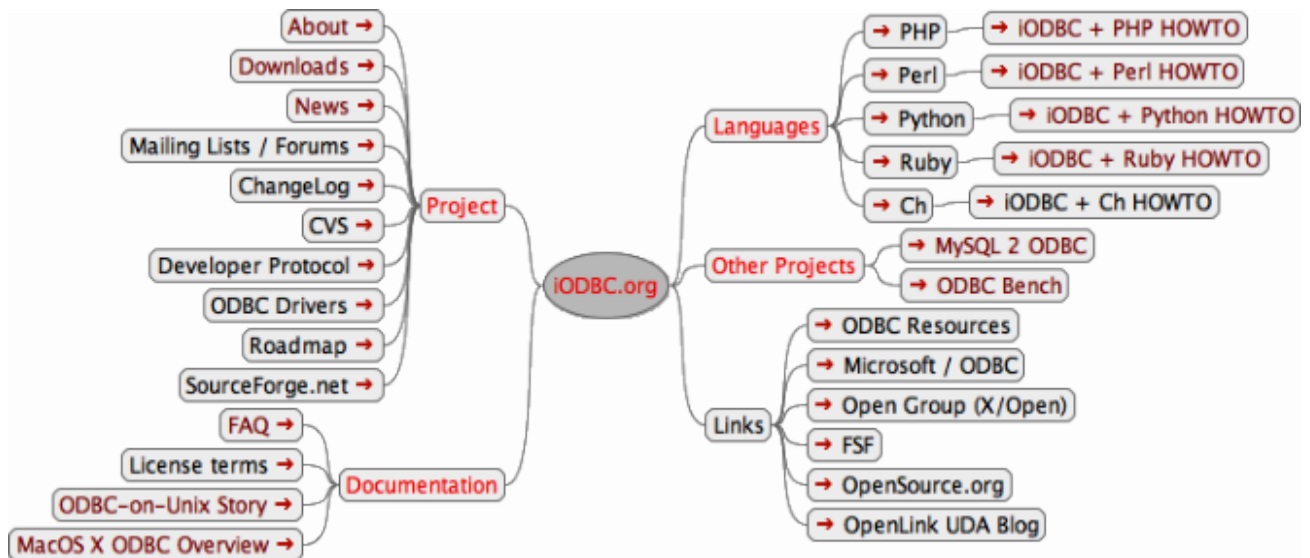 About
Downloads
News
Mailing Lists / Forums
ChangeLog
CVS
Developer Protocol
ODBC Drivers
Roadmap
SourceForge.net
Project
FAQ
License terms
ODBC-on-Unix Story
MacOS X ODBC Overview
Documentation
iODBC.org
Languages
PHP
iODBC + PHP HOWTO
Perl
iODBC + Perl HOWTO
Python
iODBC + Python HOWTO
Ruby
iODBC + Ruby HOWTO
Ch
iODBC + Ch HOWTO
Other Projects
MySQL 2 ODBC
ODBC Bench
Links
ODBC Resources
Microsoft / ODBC
Open Group (X/Open)
FSF
OpenSource.org
OpenLink UDA Blog